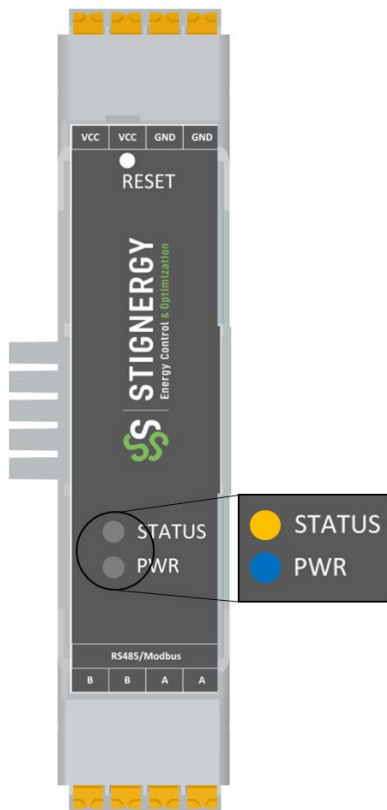 VCC VCC GND GND
RESET
STIGNERGY
Energy Control & Optimization
STATUS
PWR
STATUS
PWR
RS485/Modbus
B B A A